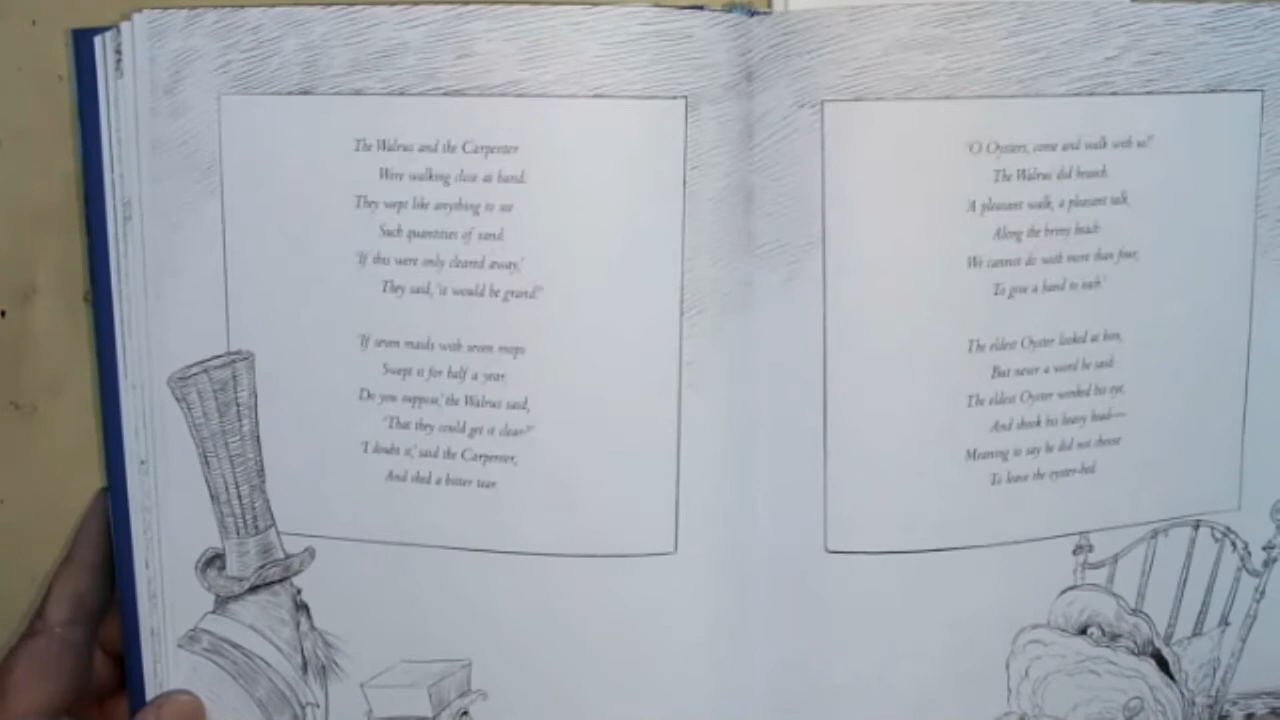 The Walrus and the Carpenter
Were walking close at hand.
They wept like anything to see
Such quantities of sand.
'If this were only cleared away,'
They said, 'it would be grand!'
'If seven maids with seven mops
Swept it for half a year,
Do you suppose,' the Walrus said,
'That they could get it clear?'
'I doubt it,' said the Carpenter,
And shed a bitter tear.
'O Oysters, come and walk with us!'
The Walrus did beseech.
'A pleasant walk, a pleasant talk,
Along the briny beach:
We cannot do with more than four,
To give a hand to each.'
The eldest Oyster looked at him,
But never a word he said:
The eldest Oyster winked his eye,
And shook his heavy head—
Meaning to say he did not choose
To leave the oyster-bed.